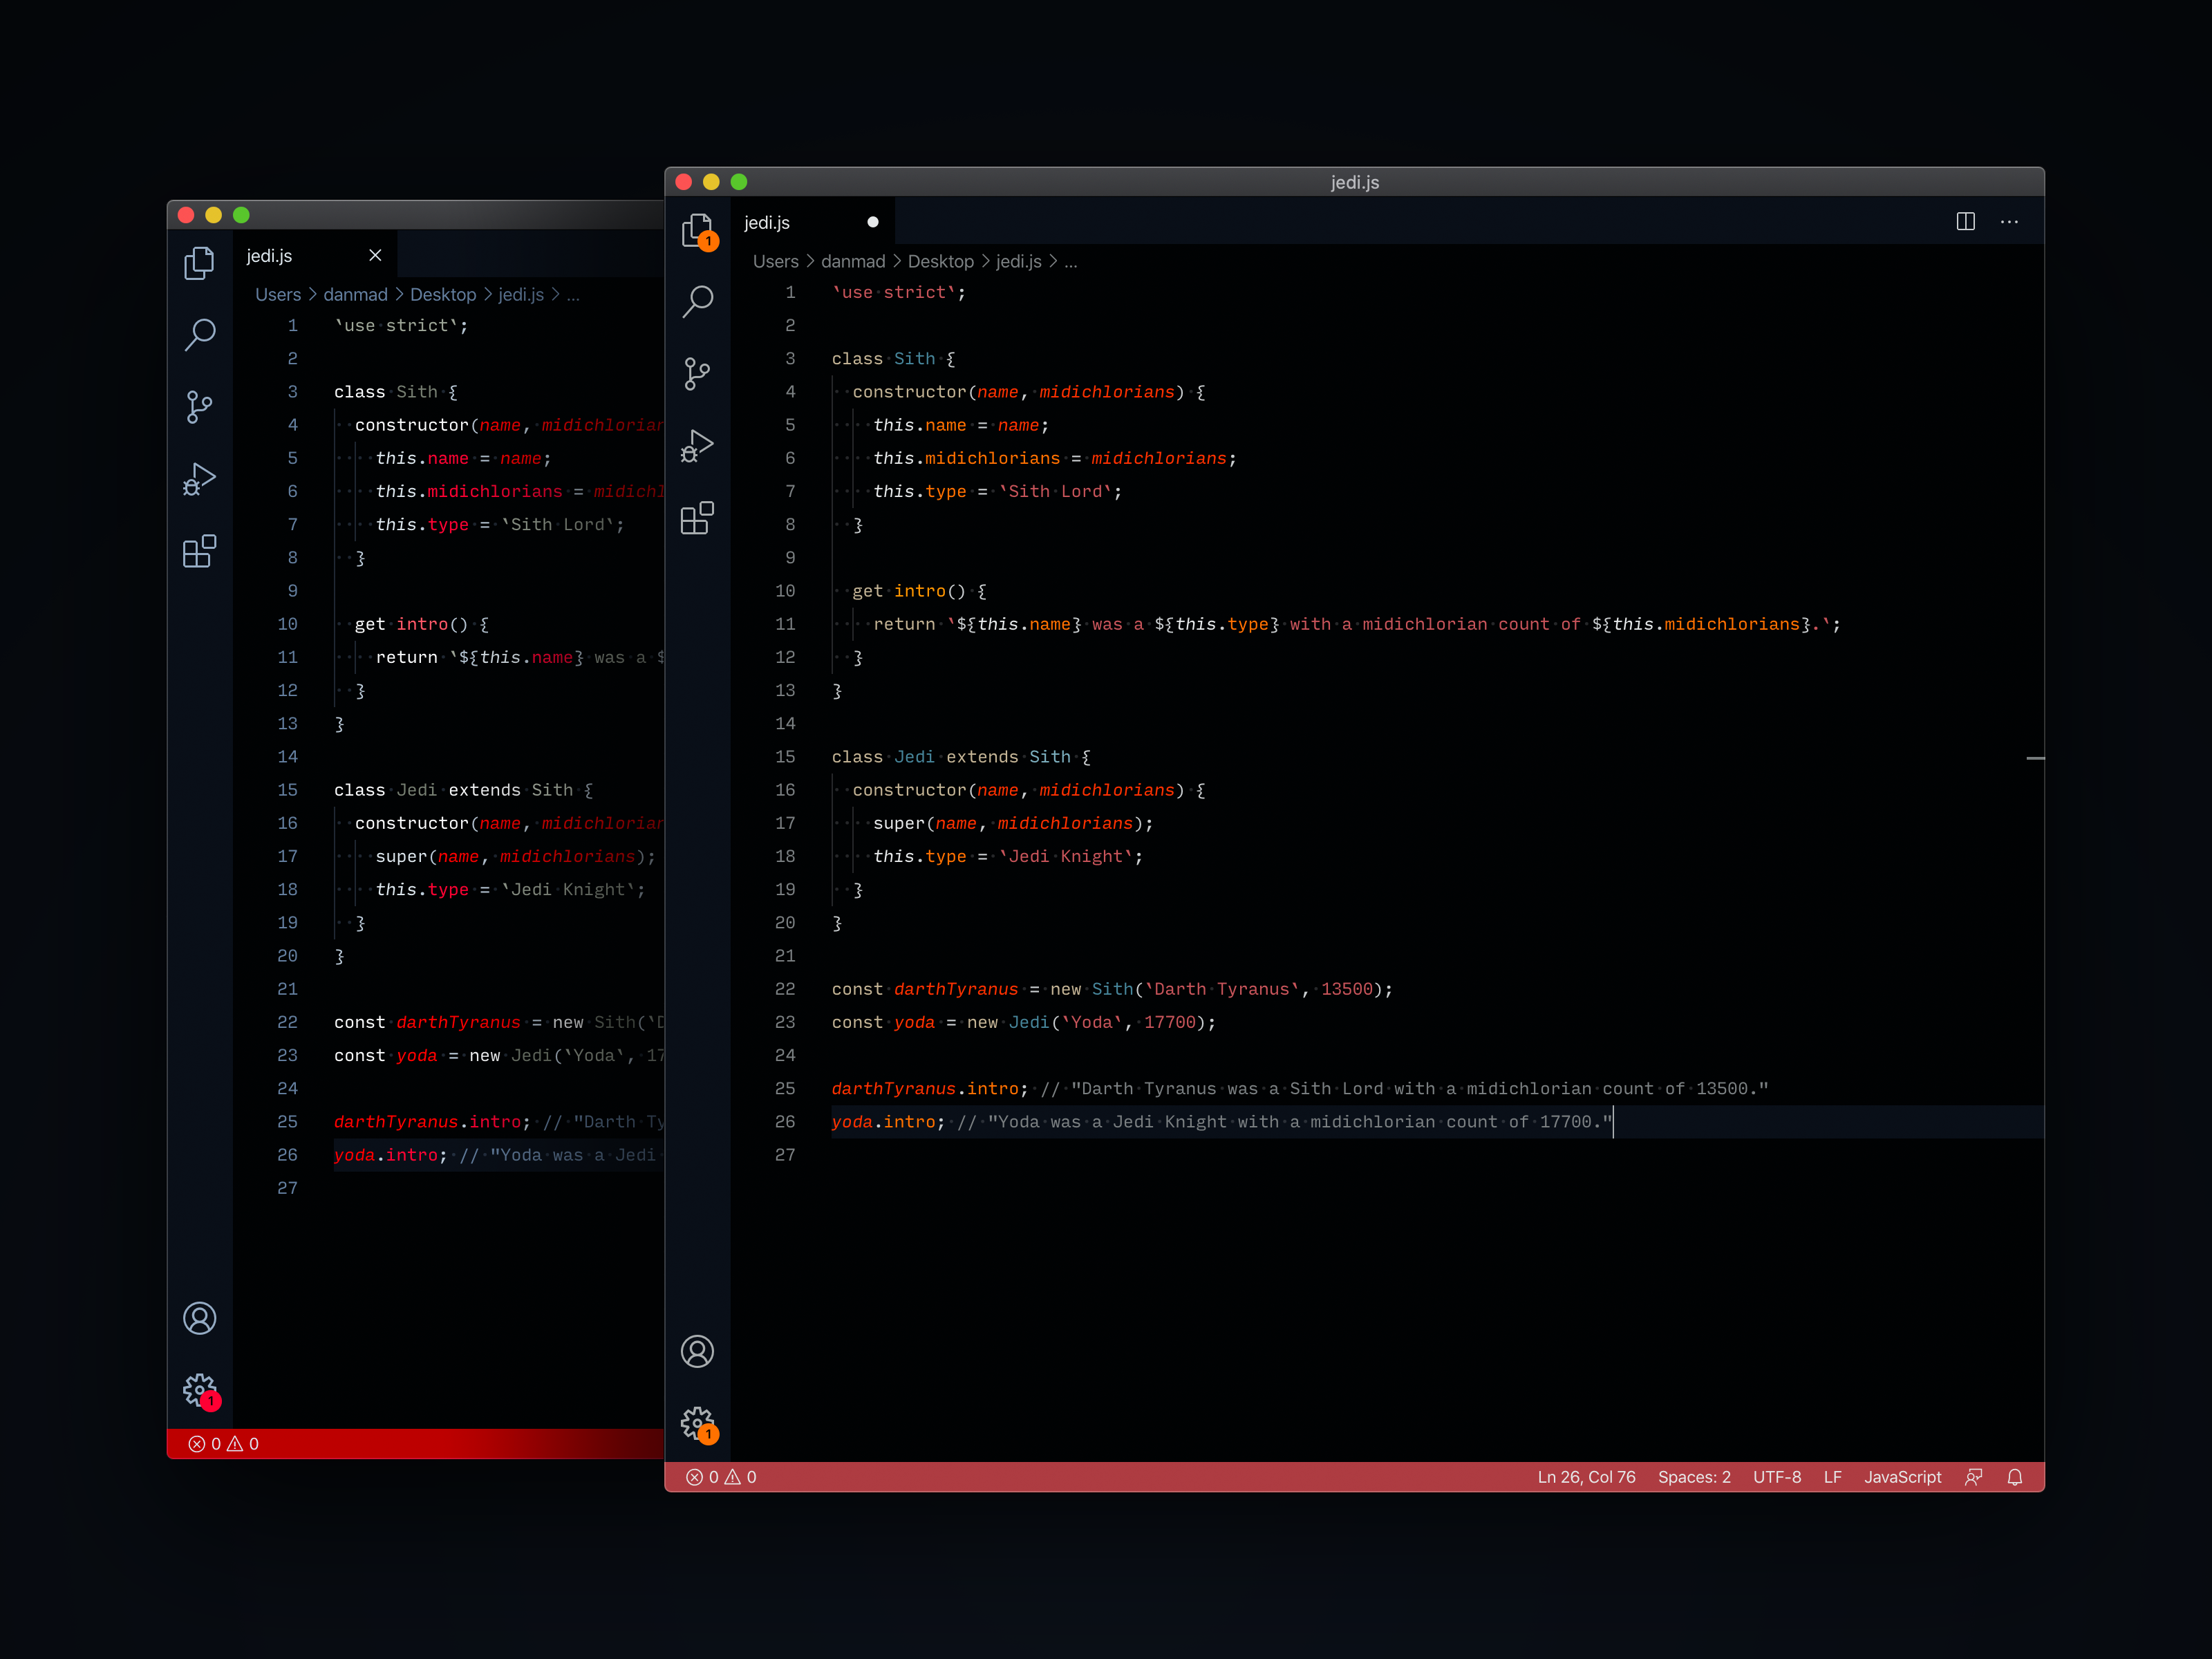 jedi.js
Users > danmad > Desktop > jedi.js > ...
1 `use strict`;
2
3 class Sith {
4 constructor(name, midichlorian
5 this.name = name;
6 this.midichlorians = midichl
7 this.type = `Sith Lord`;
8 }
9
10 get intro() {
11 return `${this.name} was a $
12 }
13 }
14
15 class Jedi extends Sith {
16 constructor(name, midichlorian
17 super(name, midichlorians);
18 this.type = `Jedi Knight`;
19 }
20 }
21
22 const darthTyranus = new Sith(`D
23 const yoda = new Jedi(`Yoda`, 17
24
25 darthTyranus.intro; // "Darth Ty
26 yoda.intro; // "Yoda was a Jedi
27
1
0 0
jedi.js
1
jedi.js
Users > danmad > Desktop > jedi.js > ...
1 `use strict`;
2
3 class Sith {
4 constructor(name, midichlorians) {
5 this.name = name;
6 this.midichlorians = midichlorians;
7 this.type = `Sith Lord`;
8 }
9
10 get intro() {
11 return `${this.name} was a ${this.type} with a midichlorian count of ${this.midichlorians}.`;
12 }
13 }
14
15 class Jedi extends Sith {
16 constructor(name, midichlorians) {
17 super(name, midichlorians);
18 this.type = `Jedi Knight`;
19 }
20 }
21
22 const darthTyranus = new Sith(`Darth Tyranus`, 13500);
23 const yoda = new Jedi(`Yoda`, 17700);
24
25 darthTyranus.intro; // "Darth Tyranus was a Sith Lord with a midichlorian count of 13500."
26 yoda.intro; // "Yoda was a Jedi Knight with a midichlorian count of 17700."
27
1
0 0 Ln 26, Col 76 Spaces: 2 UTF-8 LF JavaScript